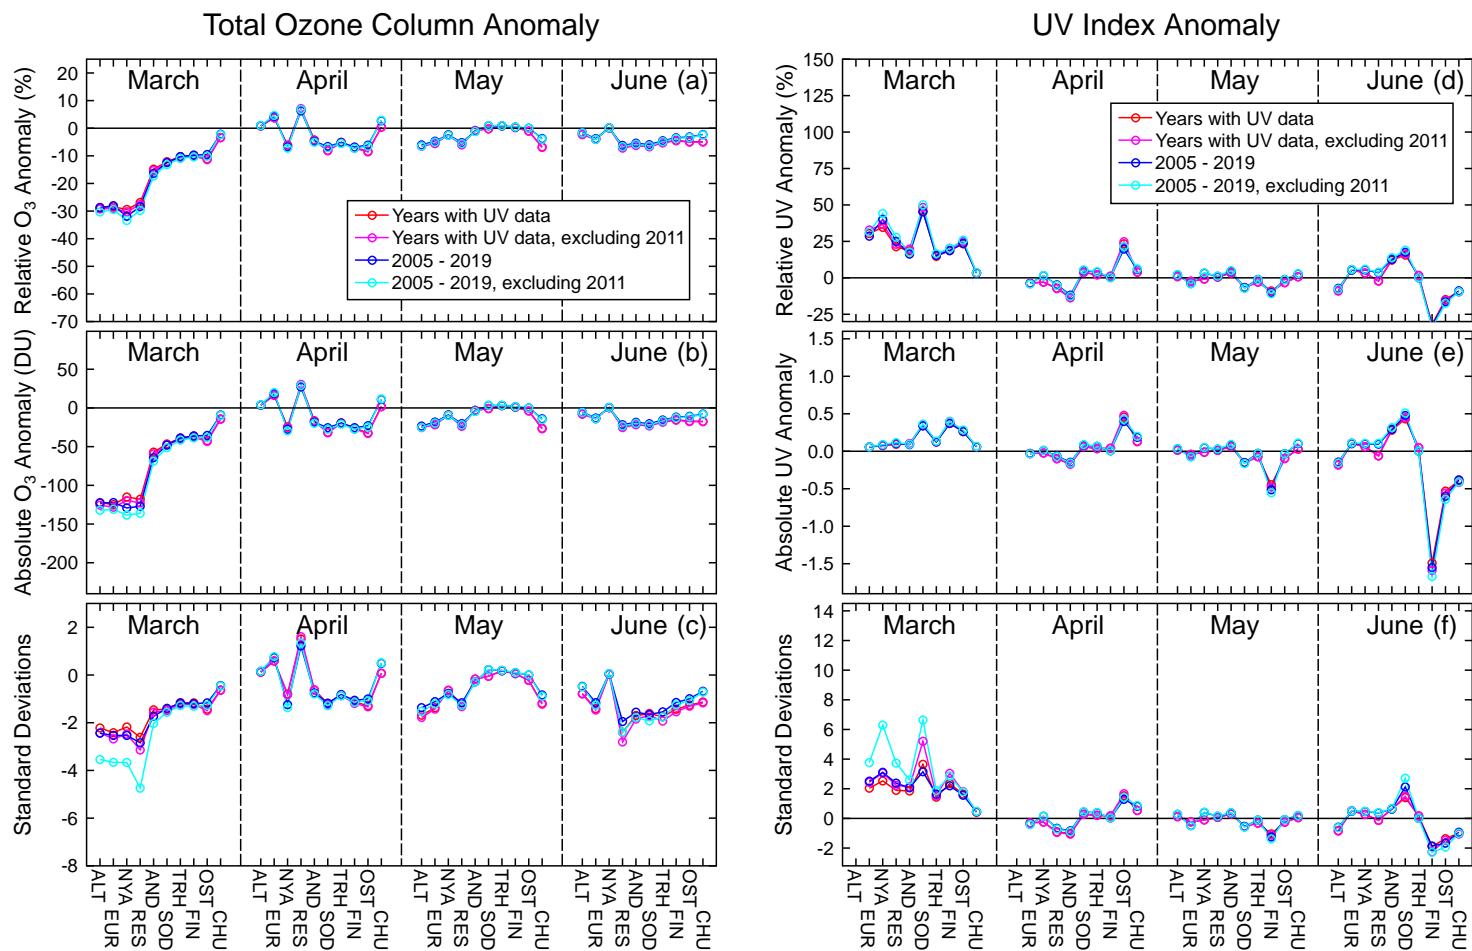 Total Ozone Column Anomaly
UV Index Anomaly
Relative O3 Anomaly (%)
20
10
0
-10
-20
-30
-40
-50
-60
-70
March
April
May
June (a)
Years with UV data
Years with UV data, excluding 2011
2005 - 2019
2005 - 2019, excluding 2011
Absolute O3 Anomaly (DU)
50
0
-50
-100
-150
-200
March
April
May
June (b)
Standard Deviations
2
0
-2
-4
-6
-8
March
April
May
June (c)
ALT
EUR
NYA
RES
AND
SOD
TRH
FIN
OST
CHU
ALT
EUR
NYA
RES
AND
SOD
TRH
FIN
OST
CHU
ALT
EUR
NYA
RES
AND
SOD
TRH
FIN
OST
CHU
ALT
EUR
NYA
RES
AND
SOD
TRH
FIN
OST
CHU
Relative UV Anomaly (%)
150
125
100
75
50
25
0
-25
March
April
May
June (d)
Years with UV data
Years with UV data, excluding 2011
2005 - 2019
2005 - 2019, excluding 2011
Absolute UV Anomaly
1.5
1.0
0.5
0.0
-0.5
-1.0
-1.5
March
April
May
June (e)
Standard Deviations
14
12
10
8
6
4
2
0
-2
March
April
May
June (f)
ALT
EUR
NYA
RES
AND
SOD
TRH
FIN
OST
CHU
ALT
EUR
NYA
RES
AND
SOD
TRH
FIN
OST
CHU
ALT
EUR
NYA
RES
AND
SOD
TRH
FIN
OST
CHU
ALT
EUR
NYA
RES
AND
SOD
TRH
FIN
OST
CHU